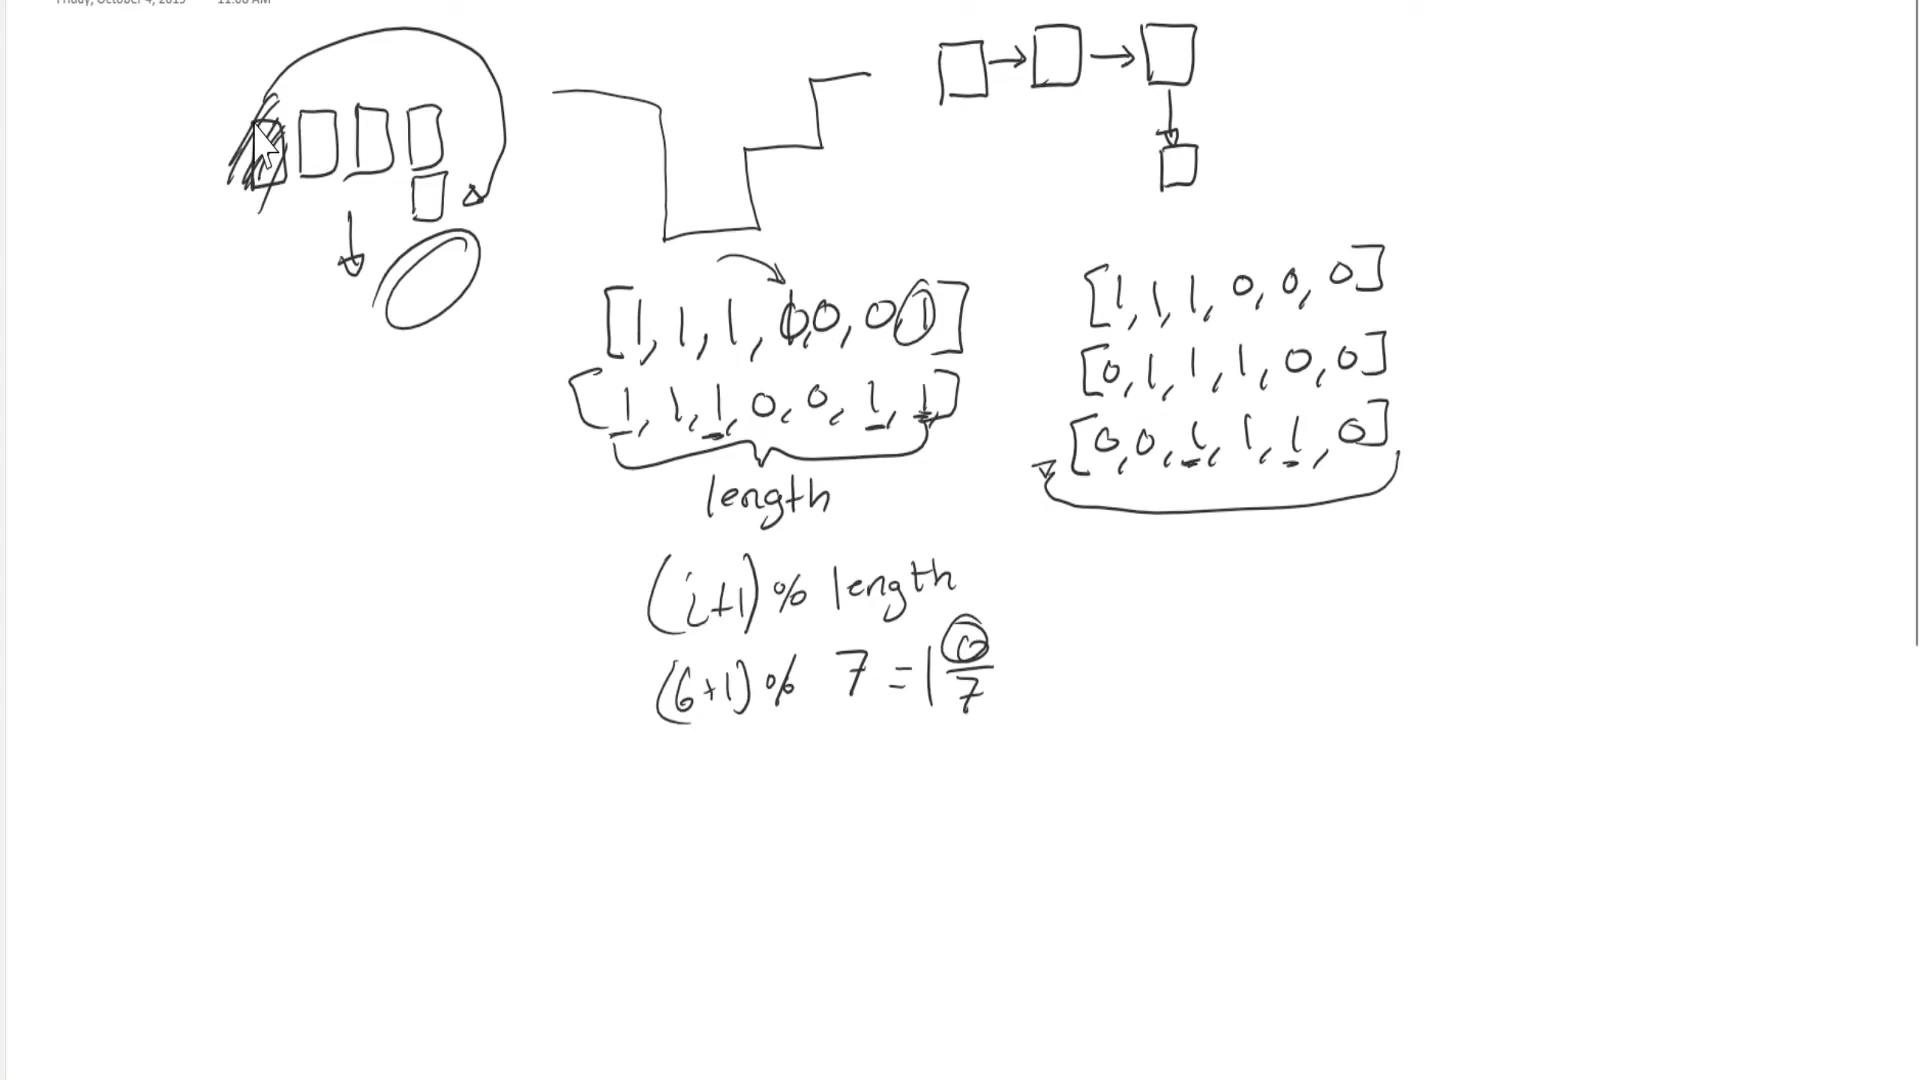 [1, 1, 1, 0, 0, 0 1]
[1, 1, 1, 0, 0, 1, 1]
length
(i+1) % length
(6+1) % 7 = 1 0/7
[1, 1, 1, 0, 0, 0]
[0, 1, 1, 1, 0, 0]
[0, 0, 1, 1, 1, 0]